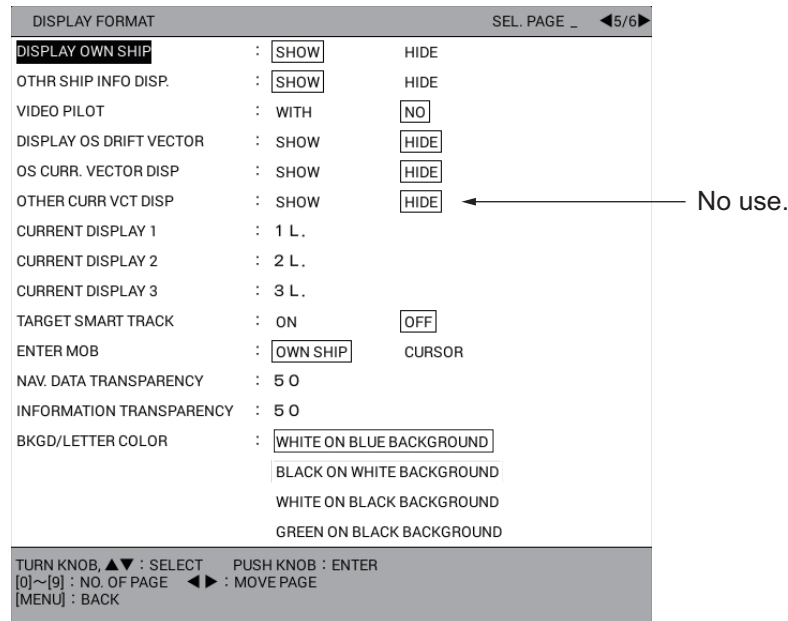 DISPLAY FORMAT SEL. PAGE _ ◀5/6▶
DISPLAY OWN SHIP : SHOW HIDE
OTHR SHIP INFO DISP. : SHOW HIDE
VIDEO PILOT : WITH NO
DISPLAY OS DRIFT VECTOR : SHOW HIDE
OS CURR. VECTOR DISP : SHOW HIDE
OTHER CURR VCT DISP : SHOW HIDE No use.
CURRENT DISPLAY 1 : 1 L.
CURRENT DISPLAY 2 : 2 L.
CURRENT DISPLAY 3 : 3 L.
TARGET SMART TRACK : ON OFF
ENTER MOB : OWN SHIP CURSOR
NAV. DATA TRANSPARENCY : 50
INFORMATION TRANSPARENCY : 50
BKGD/LETTER COLOR : WHITE ON BLUE BACKGROUND
BLACK ON WHITE BACKGROUND
WHITE ON BLACK BACKGROUND
GREEN ON BLACK BACKGROUND
TURN KNOB, ▲▼ : SELECT PUSH KNOB : ENTER
[0]~[9] : NO. OF PAGE ◀ ▶ : MOVE PAGE
[MENU] : BACK